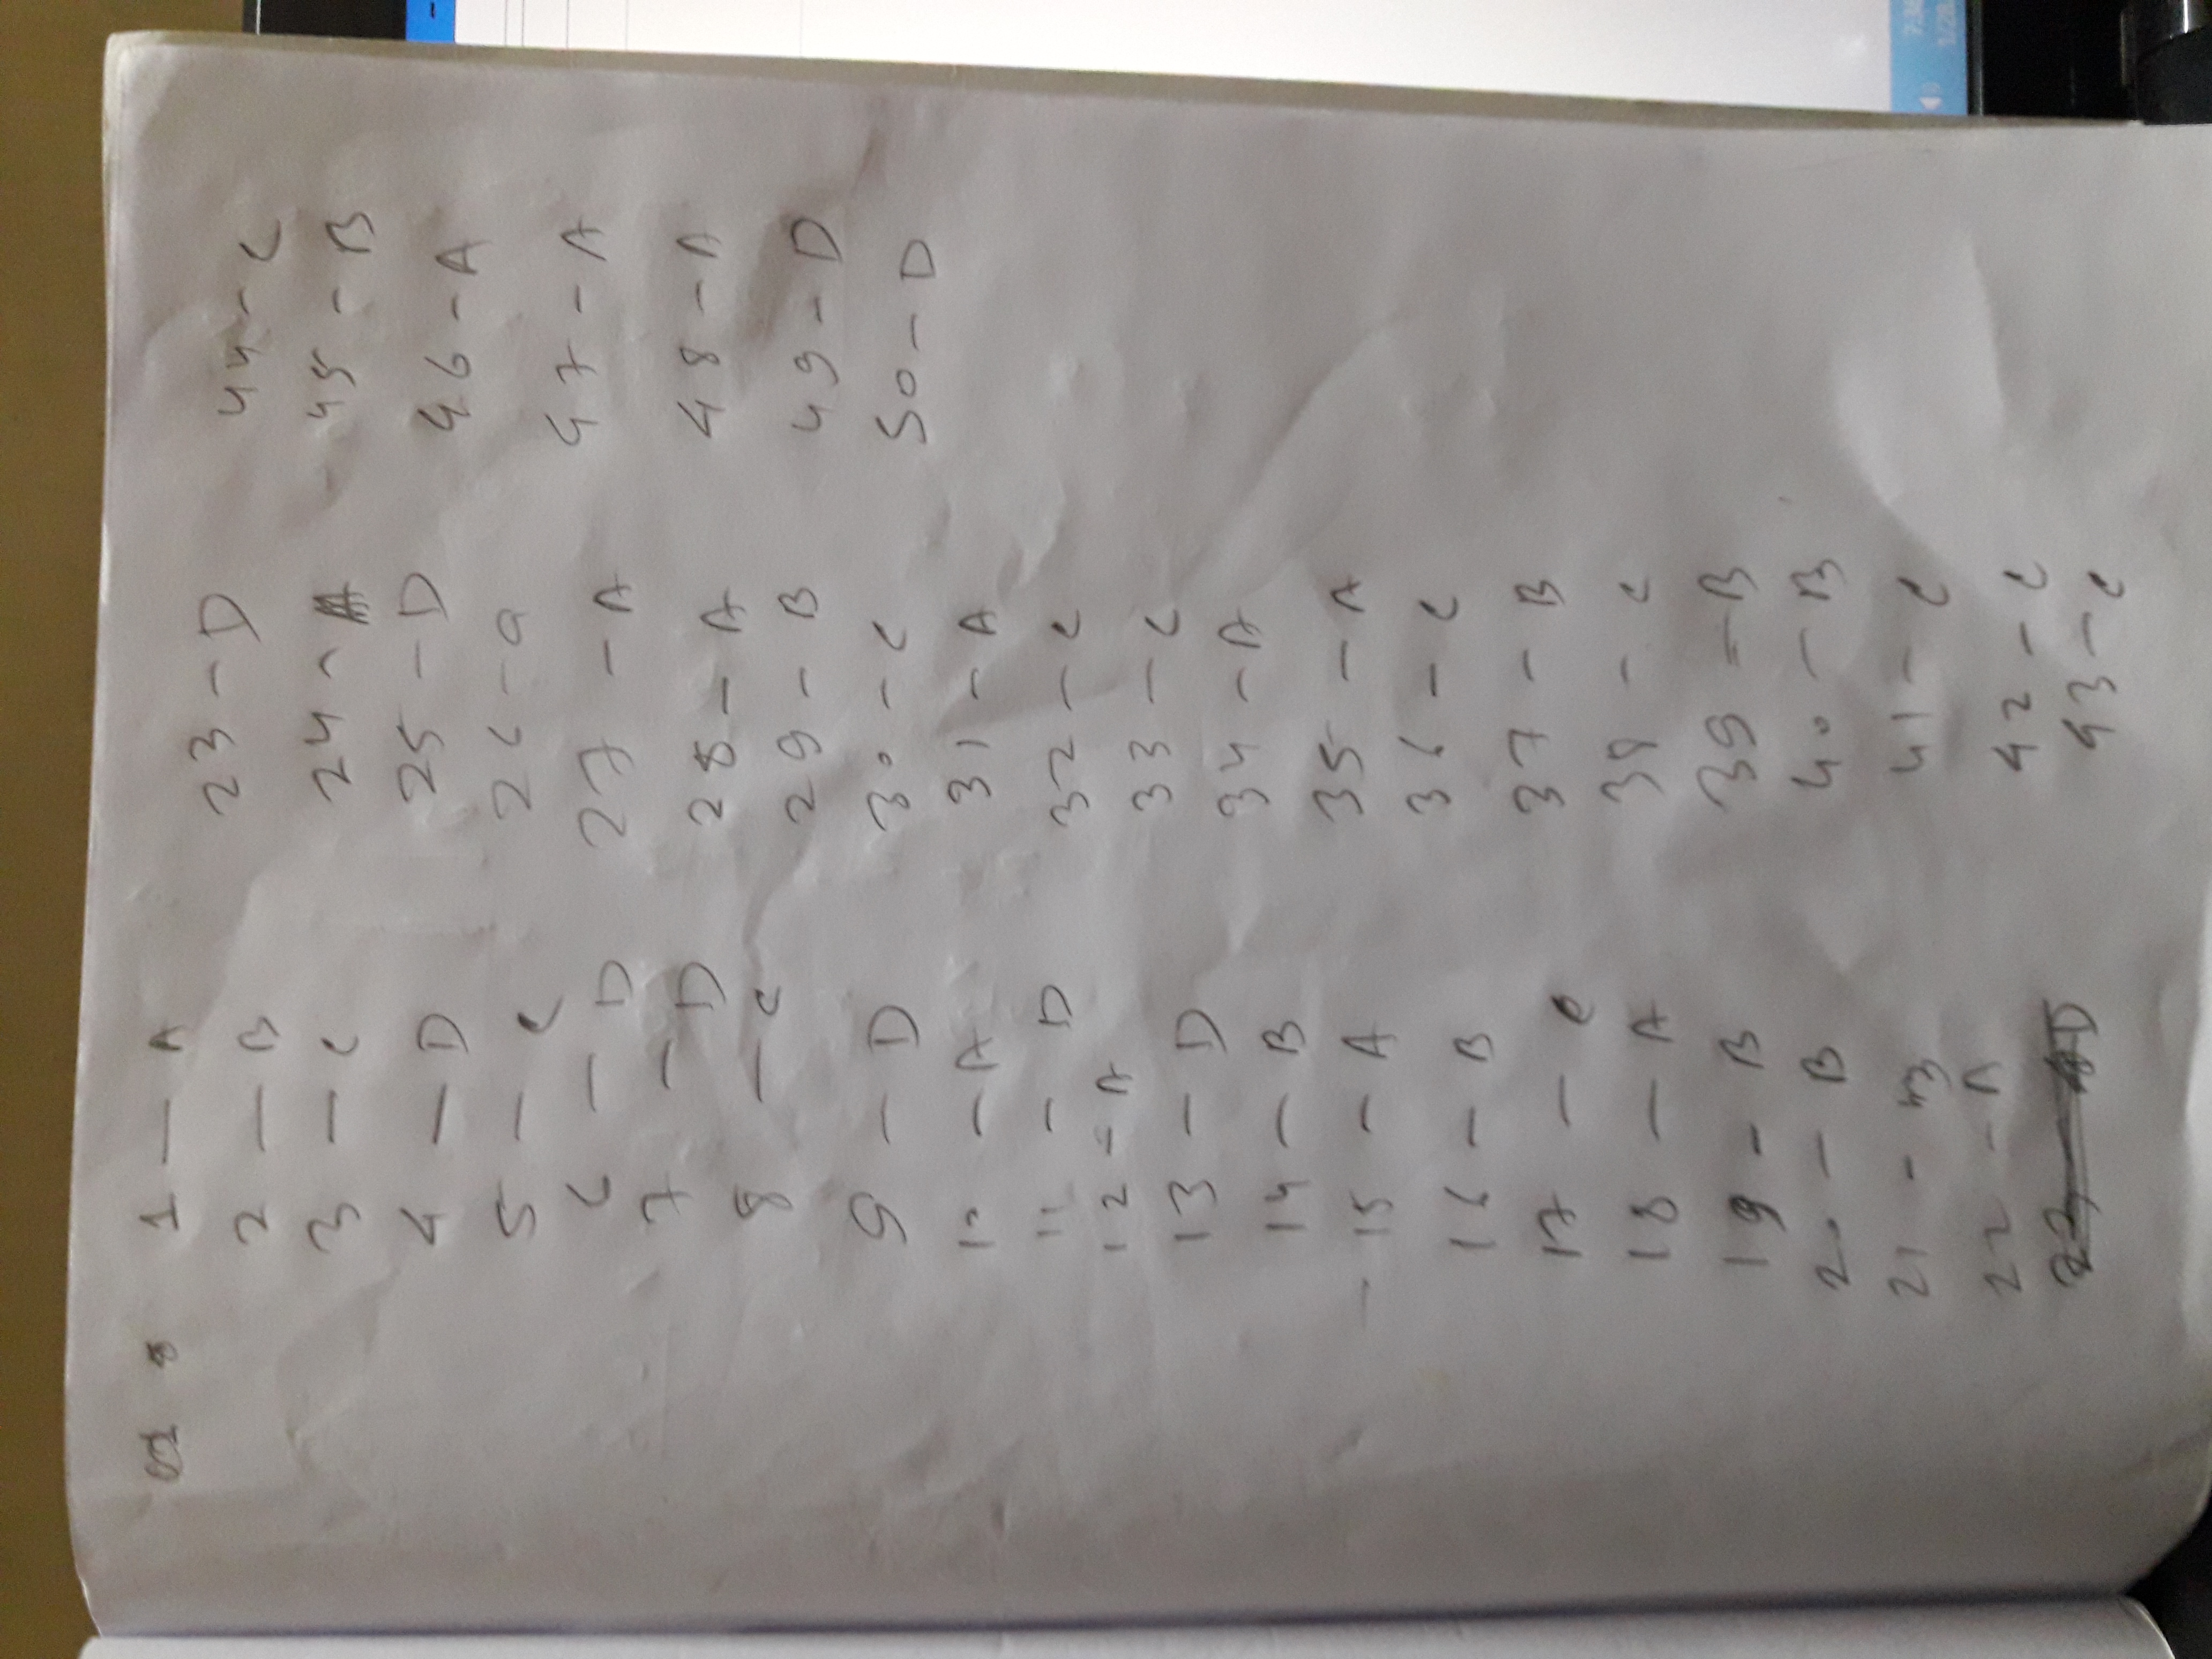 1 — A
2 — B
3 — C
4 — D
5 — C
6 — D
7 — D
8 — C
9 — D
10 — A
11 — D
12 — A
13 — D
14 — B
15 — A
16 — B
17 — C
18 — A
19 — B
20 — B
21 — B
22 — A
23 — D
23 — D
24 — A
25 — D
26 — a
27 — A
28 — A
29 — B
30 — C
31 — A
32 — C
33 — C
34 — A
35 — A
36 — C
37 — B
38 — C
39 — B
40 — B
41 — C
42 — C
43 — C
44 — C
45 — B
46 — A
47 — A
48 — A
49 — D
50 — D